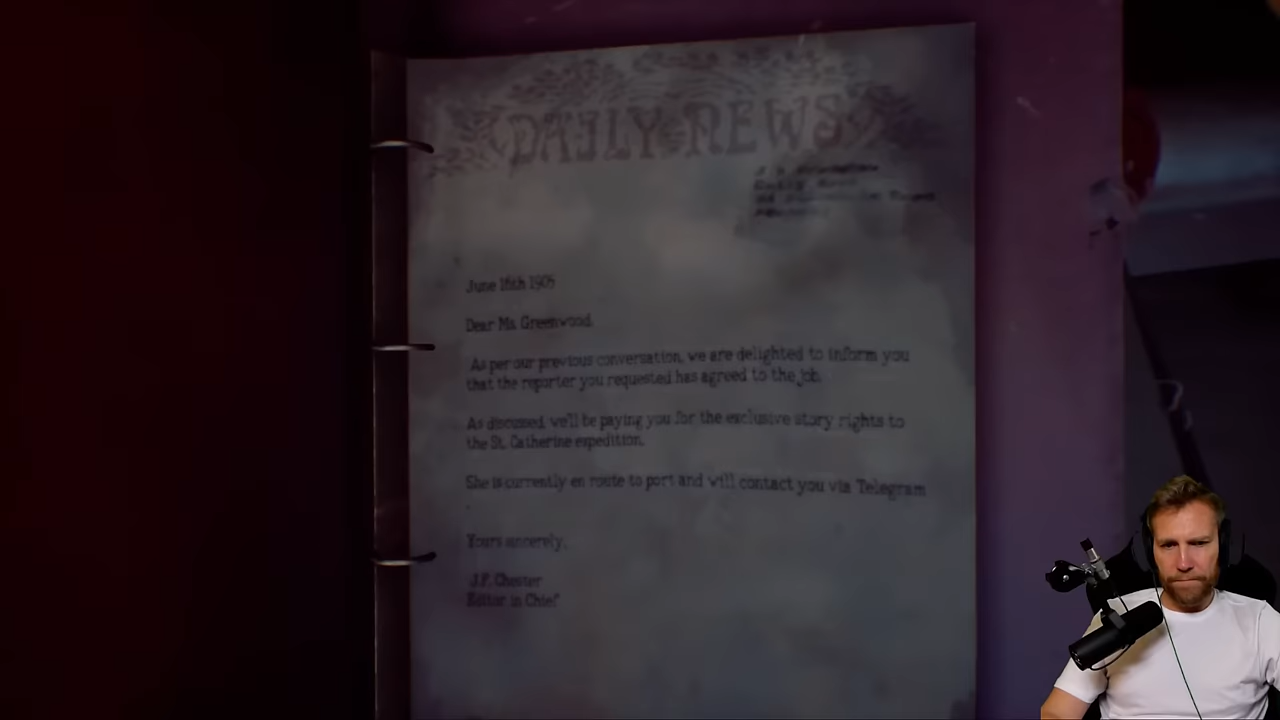 DAILY NEWS
June 16th 1905
Dear Ms. Greenwood,
As per our previous conversation, we are delighted to inform you
that the reporter you requested has agreed to the job.
As discussed, we'll be paying you for the exclusive story rights to
the St. Catherine expedition.
She is currently en route to port and will contact you via Telegram
.
Yours sincerely,
J.P. Chester
Editor in Chief